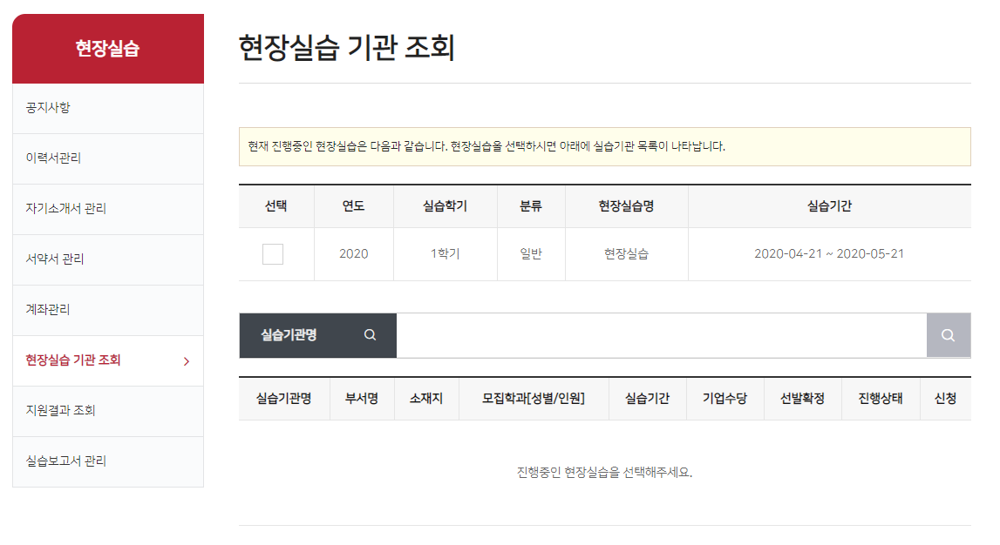 현장실습
공지사항
이력서관리
자기소개서 관리
서약서 관리
계좌관리
현장실습 기관 조회
지원결과 조회
실습보고서 관리
현장실습 기관 조회
현재 진행중인 현장실습은 다음과 같습니다. 현장실습을 선택하시면 아래에 실습기관 목록이 나타납니다.
선택 연도 실습학기 분류 현장실습명 실습기간
2020 1학기 일반 현장실습 2020-04-21 ~ 2020-05-21
실습기관명
실습기관명 부서명 소재지 모집학과[성별/인원] 실습기간 기업수당 선발확정 진행상태 신청
진행중인 현장실습을 선택해주세요.